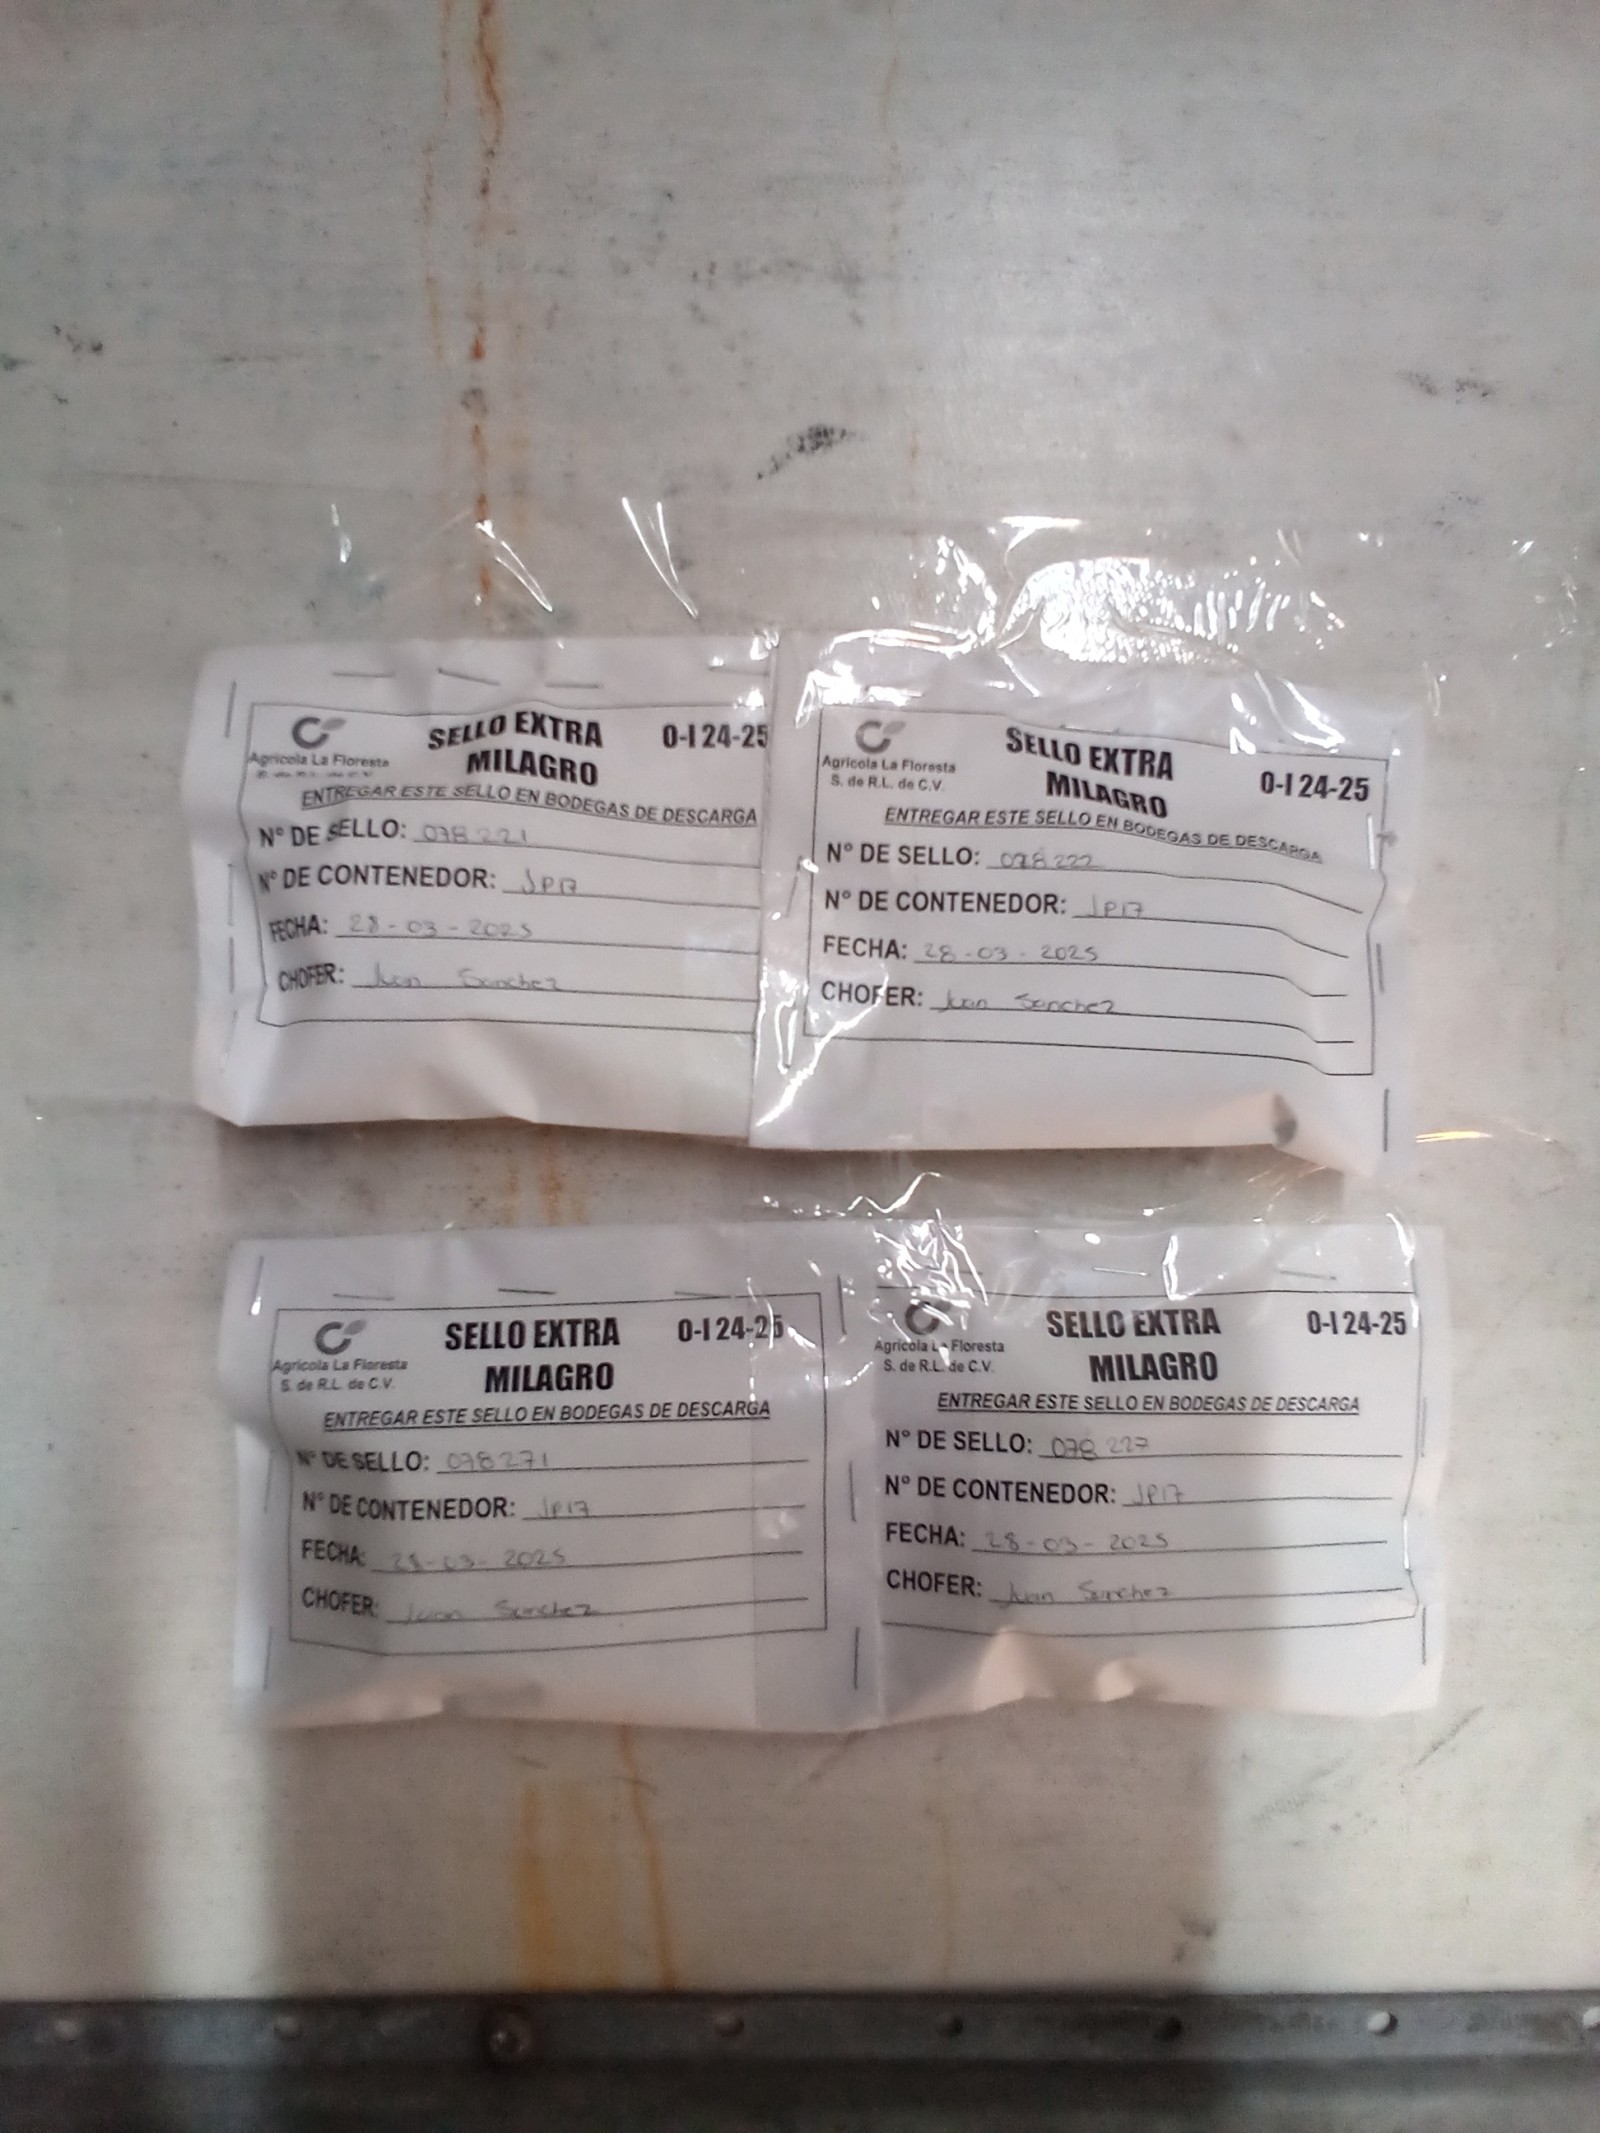 Agrícola La Floresta
SELLO EXTRA
MILAGRO
0-I 24-25
ENTREGAR ESTE SELLO EN BODEGAS DE DESCARGA
N° DE SELLO: 078221
N° DE CONTENEDOR: JP17
FECHA: 28-03-2025
CHOFER: Juan Sanchez
Agrícola La Floresta
S. de R.L. de C.V.
SELLO EXTRA
MILAGRO
0-I 24-25
ENTREGAR ESTE SELLO EN BODEGAS DE DESCARGA
N° DE SELLO: 078222
N° DE CONTENEDOR: JP17
FECHA: 28-03-2025
CHOFER: Juan Sanchez
Agrícola La Floresta
S. de R.L. de C.V.
SELLO EXTRA
MILAGRO
0-I 24-25
ENTREGAR ESTE SELLO EN BODEGAS DE DESCARGA
N° DE SELLO: 078271
N° DE CONTENEDOR: JP17
FECHA: 28-03-2025
CHOFER: Juan Sanchez
Agrícola La Floresta
S. de R.L. de C.V.
SELLO EXTRA
MILAGRO
0-I 24-25
ENTREGAR ESTE SELLO EN BODEGAS DE DESCARGA
N° DE SELLO: 078227
N° DE CONTENEDOR: JP17
FECHA: 28-03-2025
CHOFER: Juan Sanchez